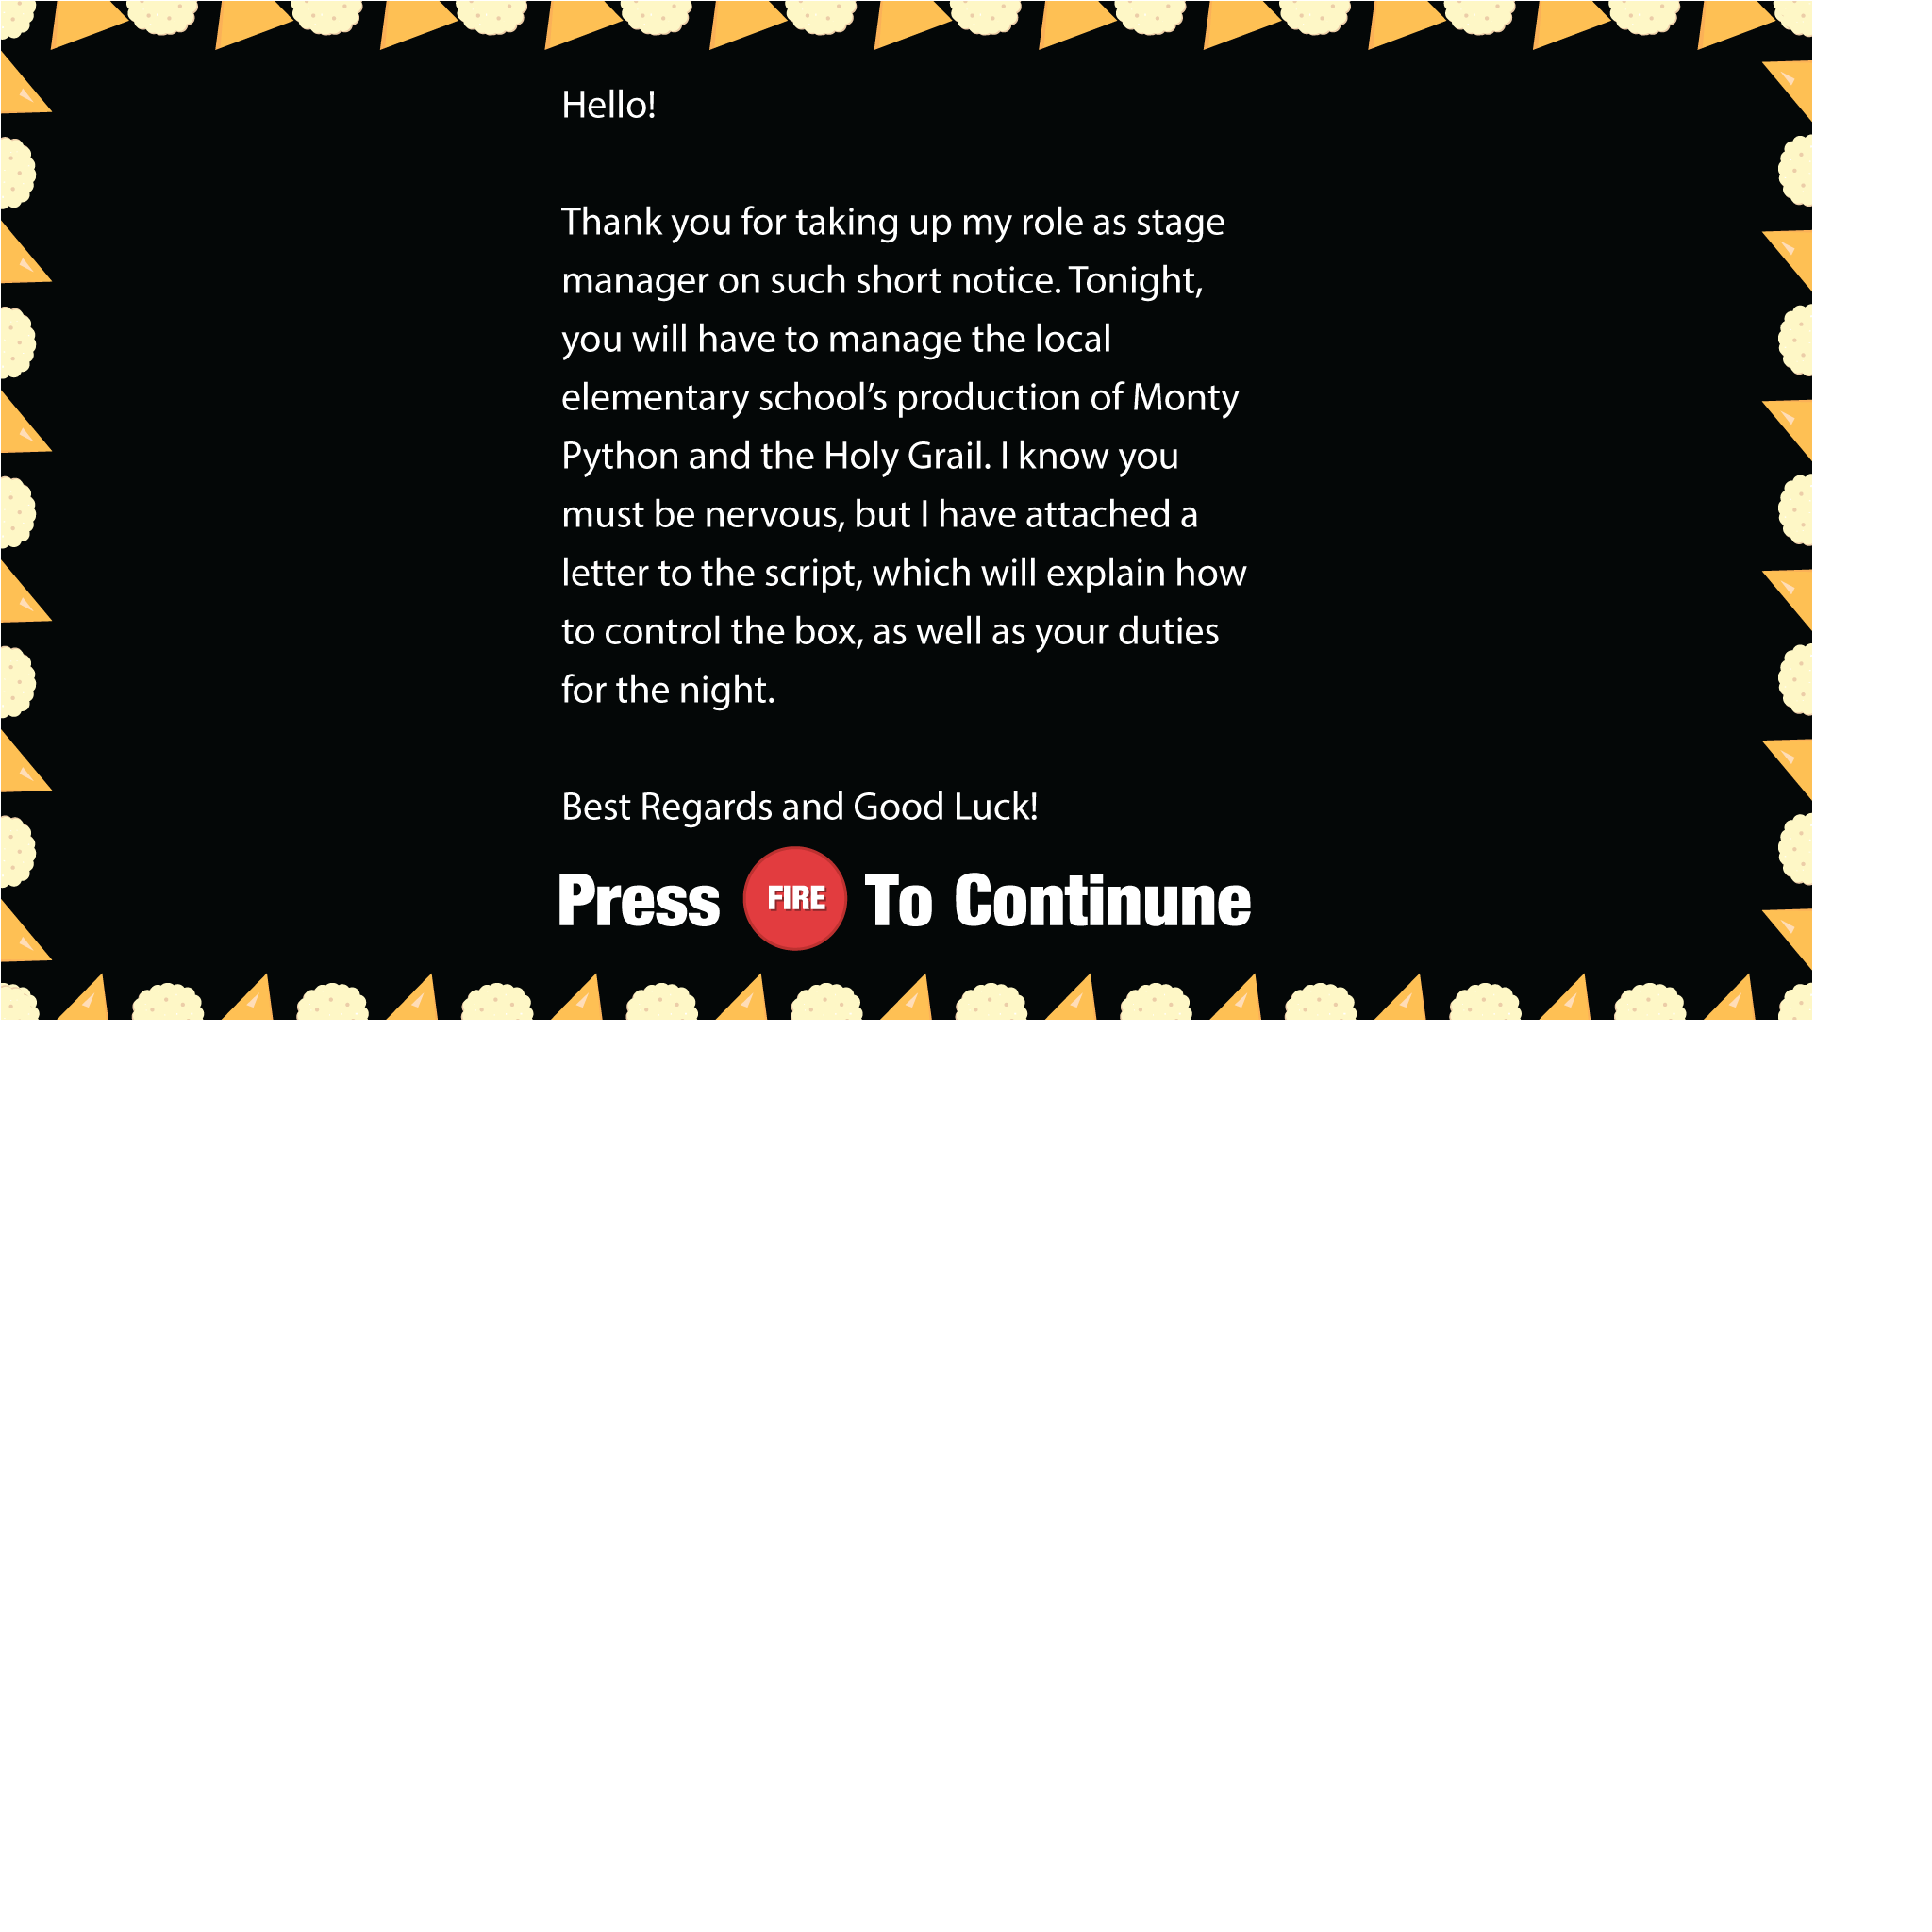 Hello!
Thank you for taking up my role as stage
manager on such short notice. Tonight,
you will have to manage the local
elementary school’s production of Monty
Python and the Holy Grail. I know you
must be nervous, but I have attached a
letter to the script, which will explain how
to control the box, as well as your duties
for the night.
Best Regards and Good Luck!
Press FIRE To Continune